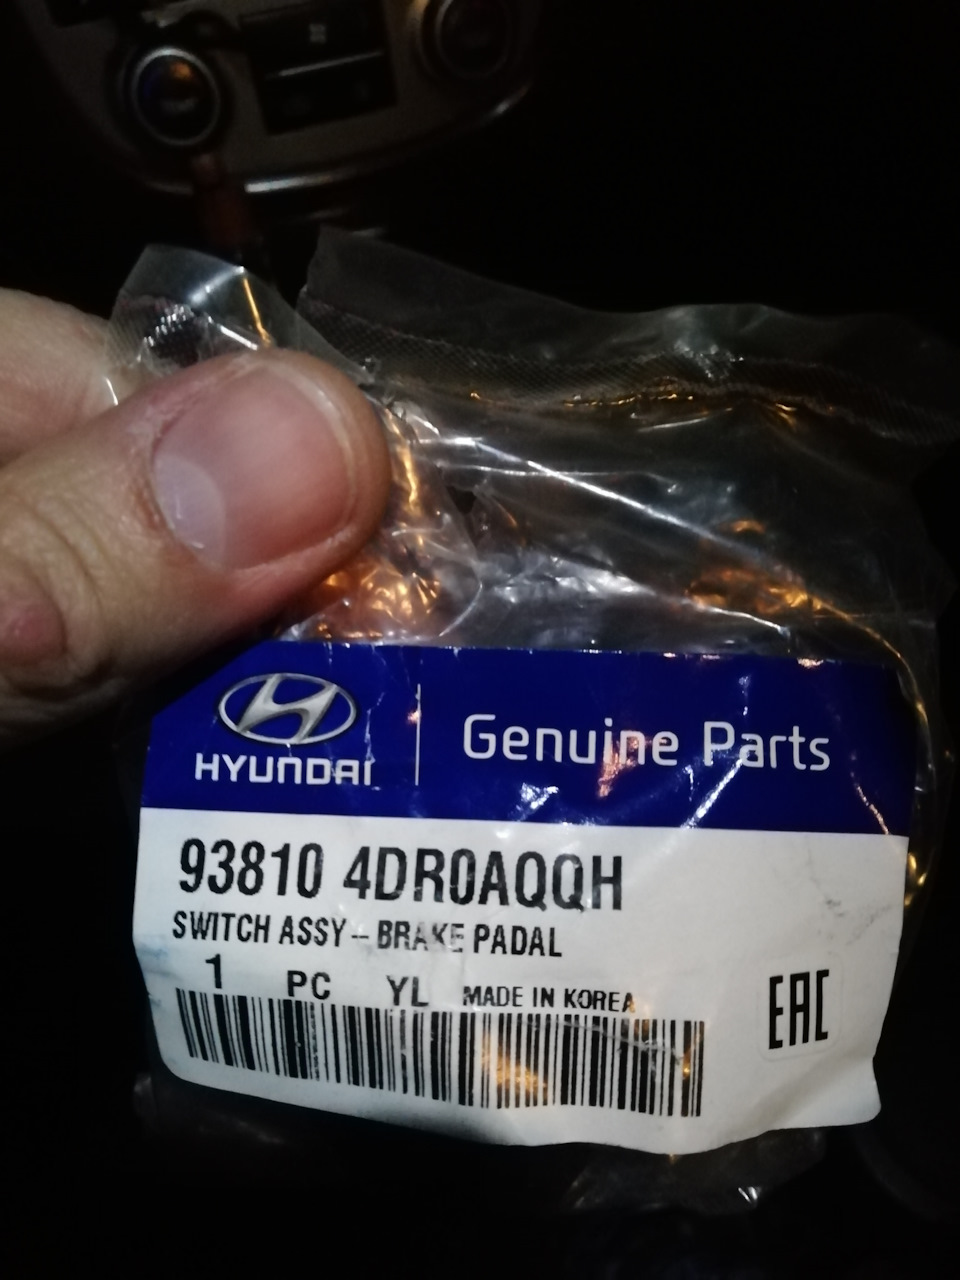 HYUNDAI
Genuine Parts
93810 4DR0AQQH
SWITCH ASSY-- BRAKE PADAL
1 PC YL MADE IN KOREA
EAC